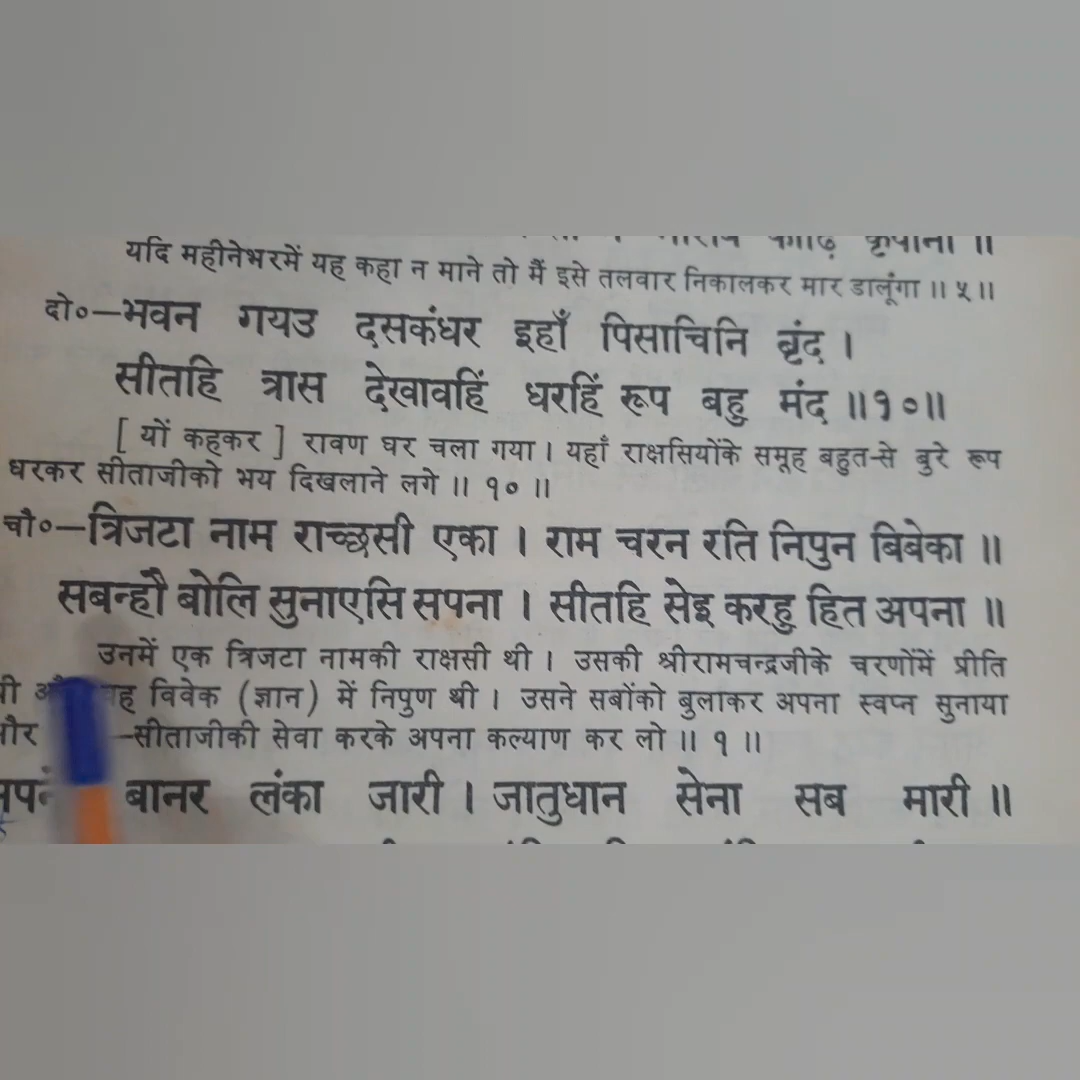 कृपाना ॥
यदि महीनेभरमें यह कहा न माने तो मैं इसे तलवार निकालकर मार डालूंगा ॥ ५ ॥
दो०—भवन गयउ दसकंधर इहाँ पिसाचिनि बृंद ।
सीतहि त्रास देखावहिं धरहिं रूप बहु मंद ॥१०॥
[ यों कहकर ] रावण घर चला गया । यहाँ राक्षसियोंके समूह बहुत-से बुरे रूप
धरकर सीताजीको भय दिखलाने लगे ॥ १० ॥
चौ०—त्रिजटा नाम राच्छसी एका । राम चरन रति निपुन बिबेका ॥
सबन्हौ बोलि सुनाएसि सपना । सीतहि सेइ करहु हित अपना ॥
उनमें एक त्रिजटा नामकी राक्षसी थी । उसकी श्रीरामचन्द्रजीके चरणोंमें प्रीति
विवेक (ज्ञान) में निपुण थी । उसने सबोंको बुलाकर अपना स्वप्न सुनाया
—सीताजीकी सेवा करके अपना कल्याण कर लो ॥ १ ॥
बानर लंका जारी । जातुधान सेना सब मारी ॥